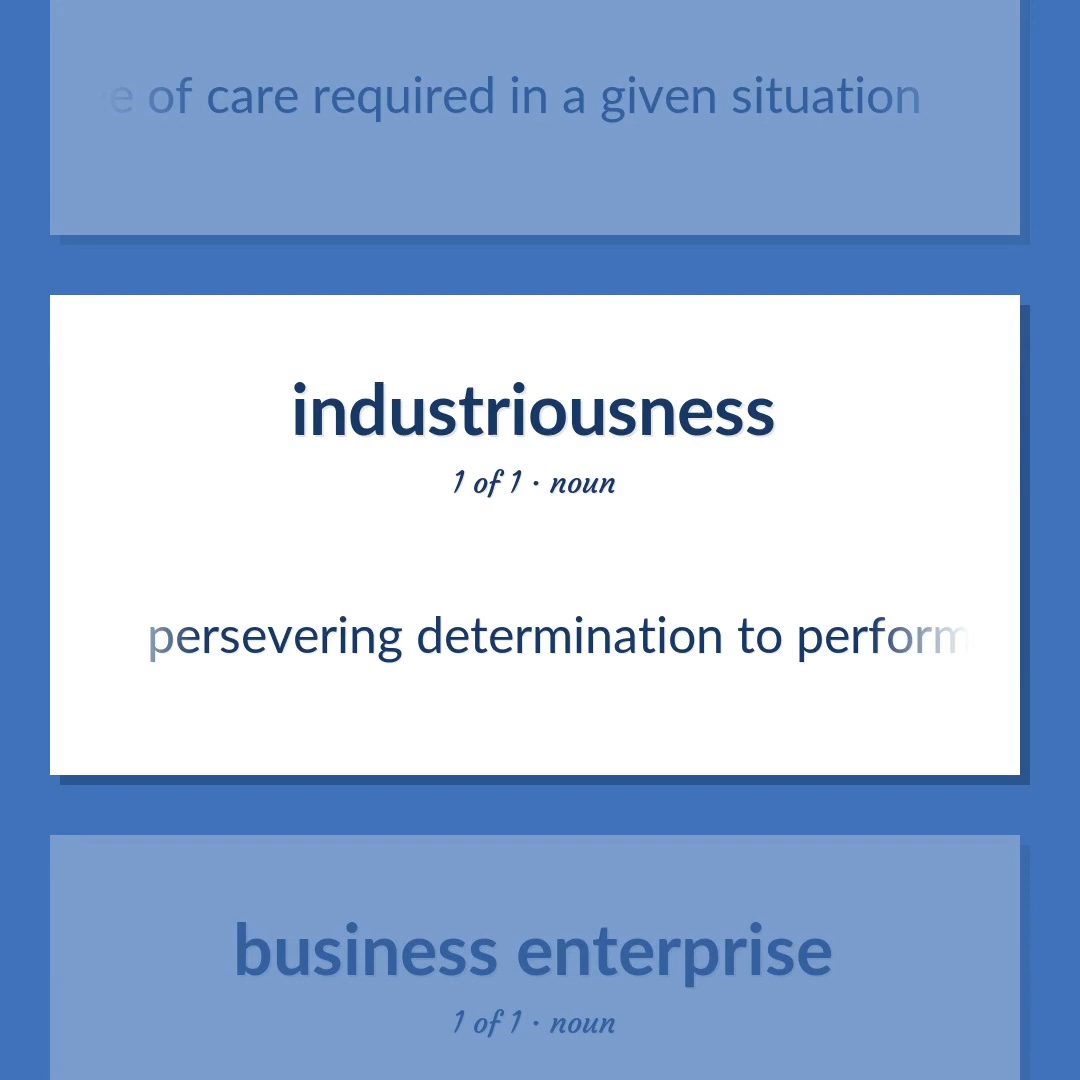 of care required in a given situation
industriousness
1 of 1 · noun
persevering determination to perform
business enterprise
1 of 1 · noun